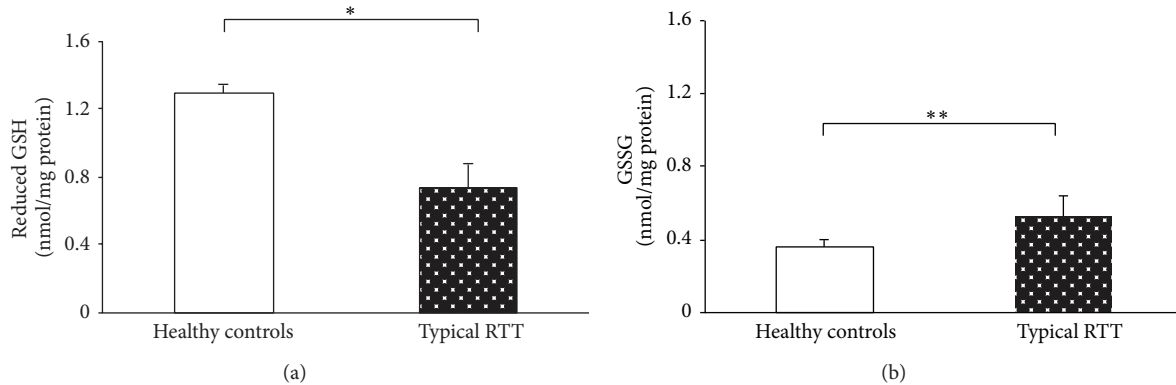 *
Reduced GSH
(nmol/mg protein)
1.6
1.2
0.8
0.4
0
Healthy controls
Typical RTT
(a)
**
GSSG
(nmol/mg protein)
1.6
1.2
0.8
0.4
0
Healthy controls
Typical RTT
(b)